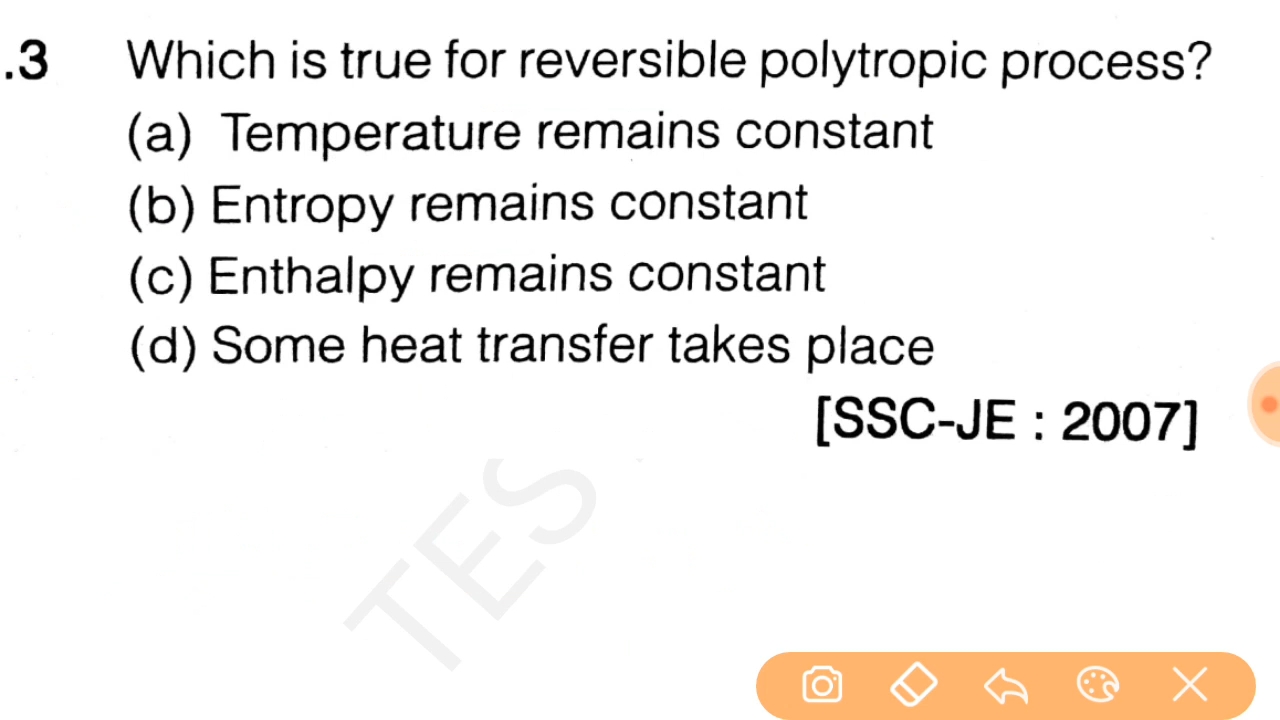 .3 Which is true for reversible polytropic process?
(a) Temperature remains constant
(b) Entropy remains constant
(c) Enthalpy remains constant
(d) Some heat transfer takes place
[SSC-JE : 2007]
TES